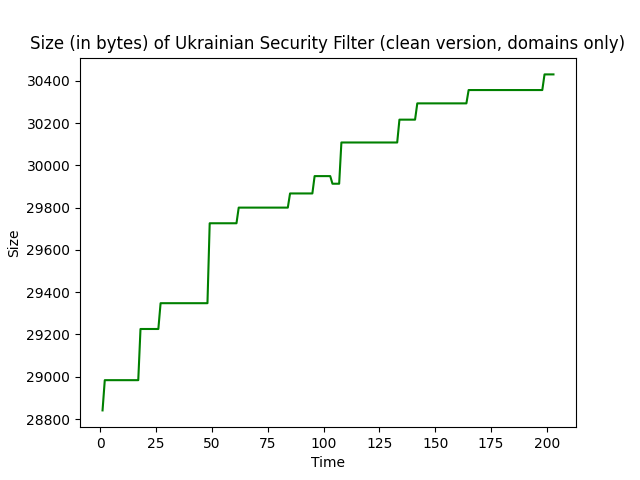 Size (in bytes) of Ukrainian Security Filter (clean version, domains only)
30400
30200
30000
29800
29600
29400
29200
29000
28800
Size
0 25 50 75 100 125 150 175 200
Time